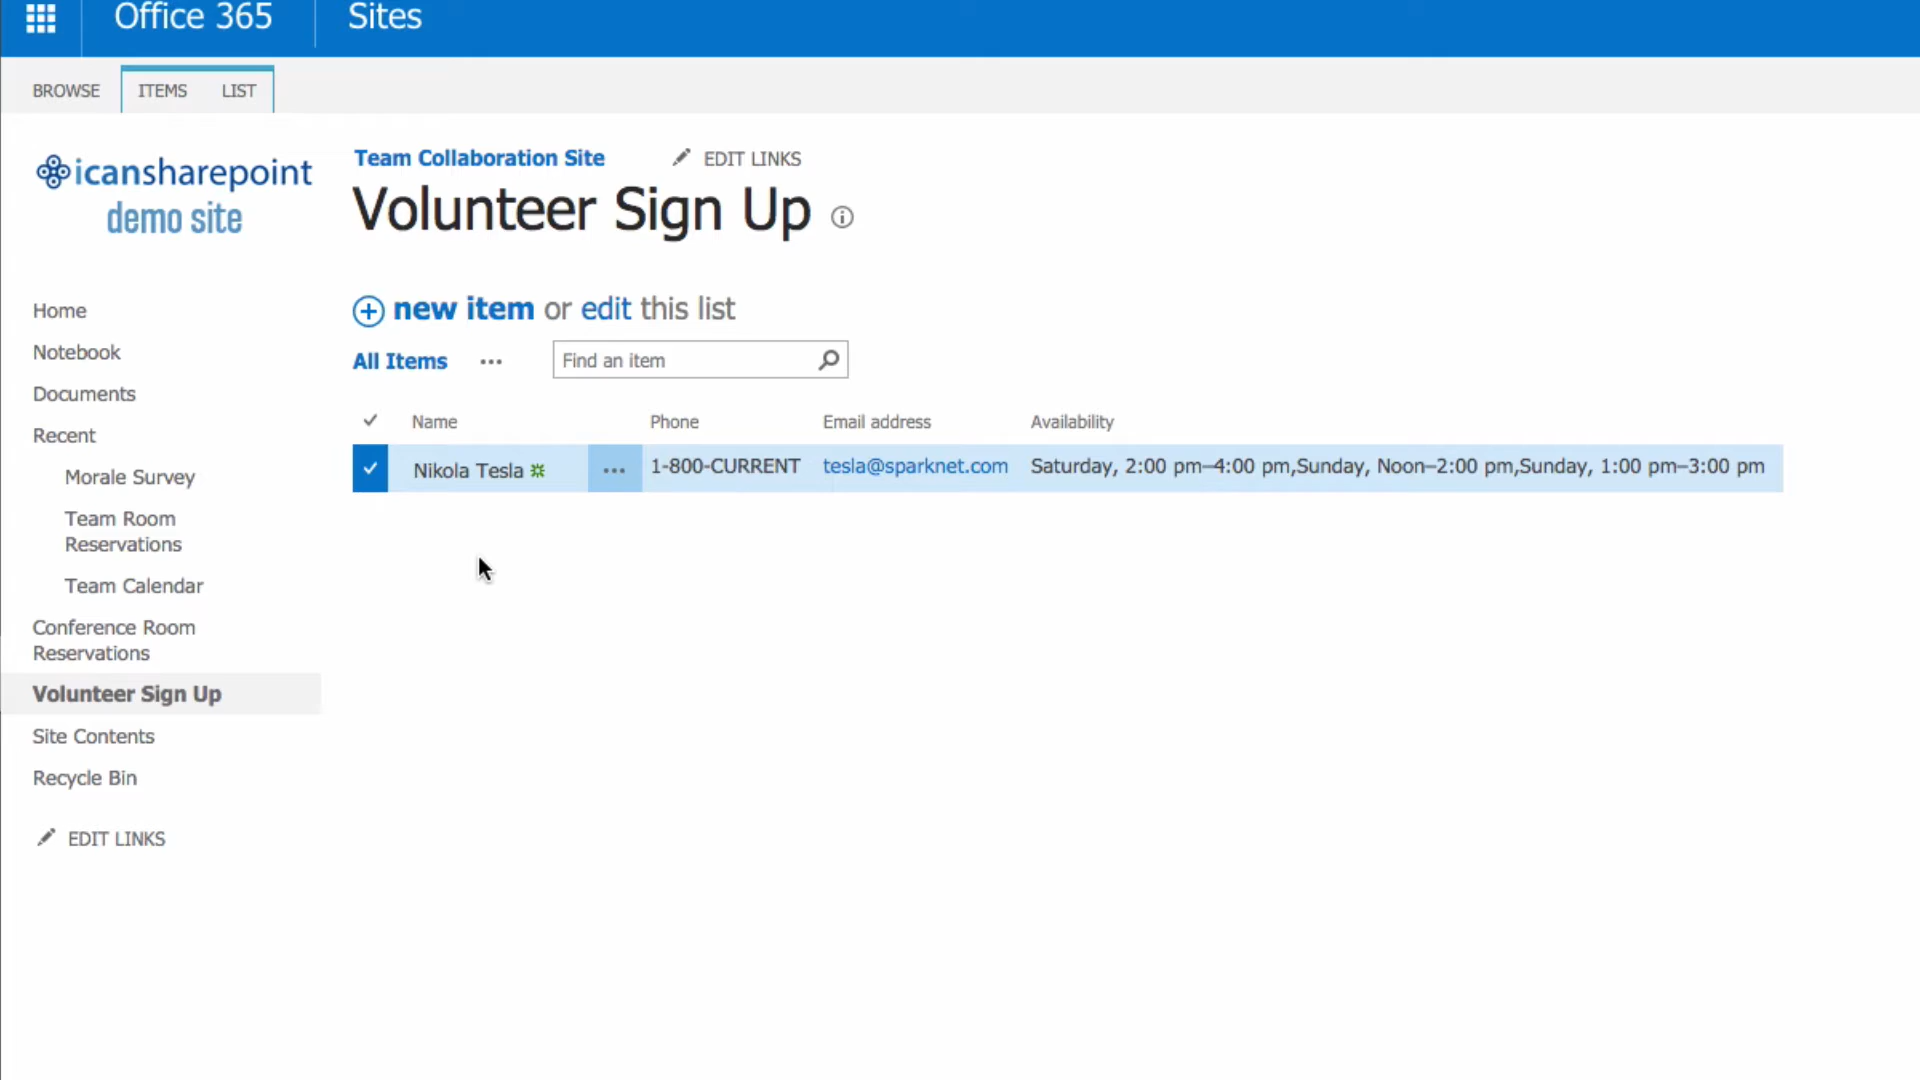 Office 365
Sites
BROWSE
ITEMS
LIST
icansharepoint
demo site
Team Collaboration Site
EDIT LINKS
Volunteer Sign Up
new item or edit this list
All Items
Find an item
Name
Phone
Email address
Availability
Nikola Tesla
1-800-CURRENT
tesla@sparknet.com
Saturday, 2:00 pm–4:00 pm,Sunday, Noon–2:00 pm,Sunday, 1:00 pm–3:00 pm
Home
Notebook
Documents
Recent
Morale Survey
Team Room
Reservations
Team Calendar
Conference Room
Reservations
Volunteer Sign Up
Site Contents
Recycle Bin
EDIT LINKS